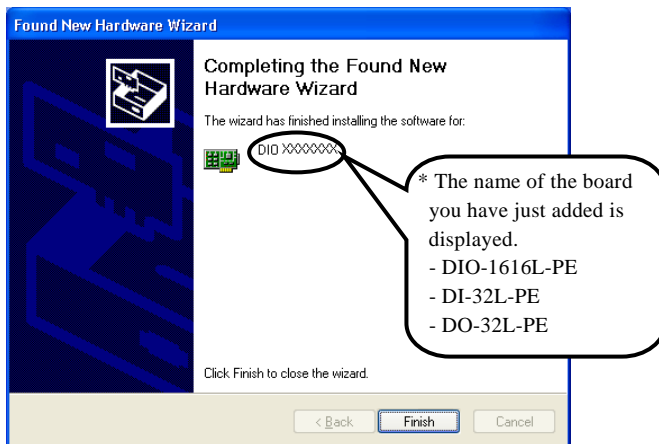 Found New Hardware Wizard
Completing the Found New
Hardware Wizard
The wizard has finished installing the software for:
DIO XXXXXXX
* The name of the board
you have just added is
displayed.
- DIO-1616L-PE
- DI-32L-PE
- DO-32L-PE
Click Finish to close the wizard.
< Back
Finish
Cancel